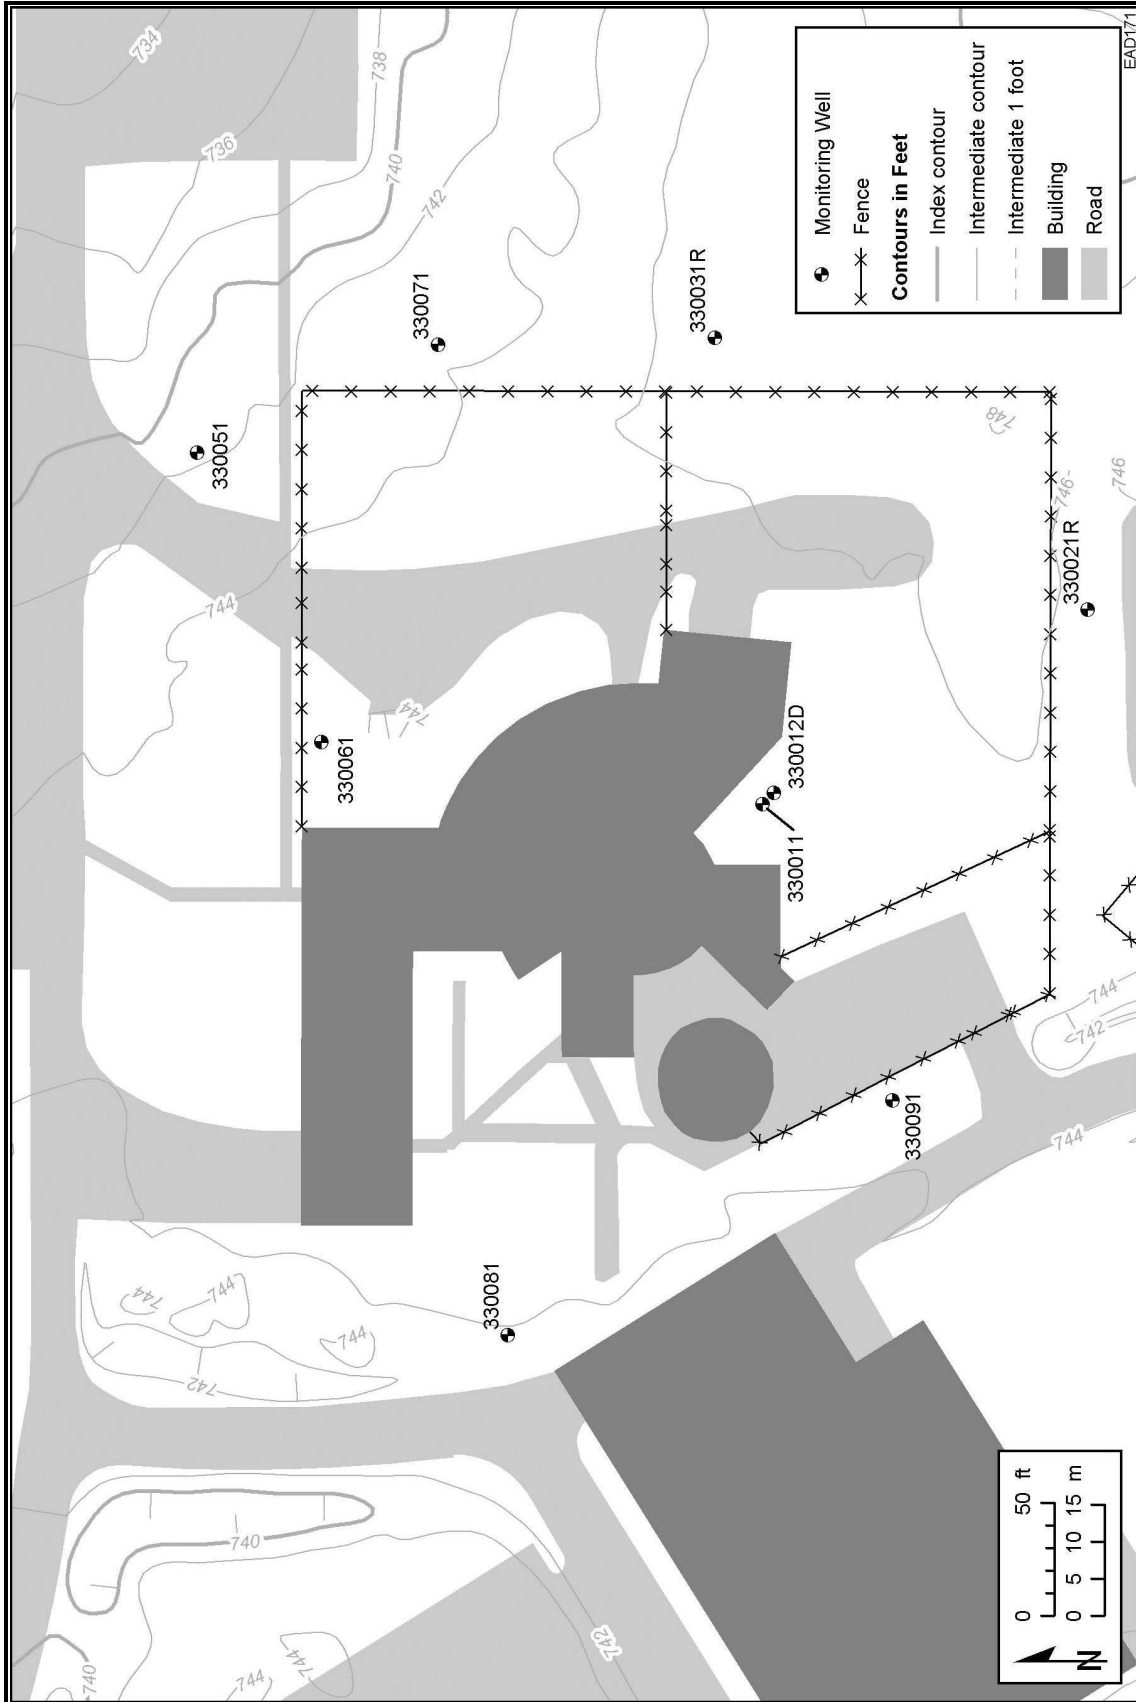 734
736
738
740
742
330071
330051
330031R
744
330061
744
330012D
330011
748
746
746
330021R
744
742
744
330091
330081
744
744
744
742
740
740
742
744
744
Monitoring Well
Fence
Contours in Feet
Index contour
Intermediate contour
Intermediate 1 foot
Building
Road
EAD171
0 50 ft
0 5 10 15 m
N